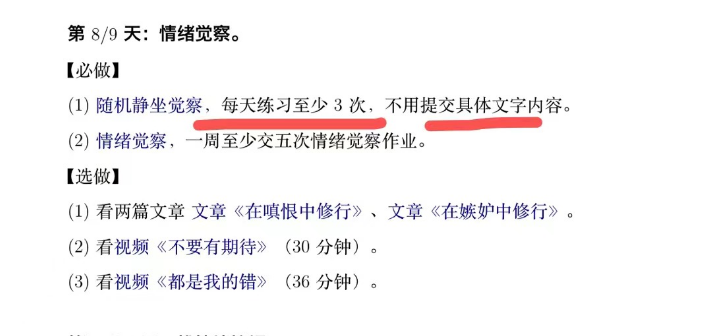 第 8/9 天：情绪觉察。
【必做】
(1) 随机静坐觉察，每天练习至少 3 次，不用提交具体文字内容。
(2) 情绪觉察，一周至少交五次情绪觉察作业。
【选做】
(1) 看两篇文章 文章《在嗔恨中修行》、文章《在嫉妒中修行》。
(2) 看视频《不要有期待》（30 分钟）。
(3) 看视频《都是我的错》（36 分钟）。